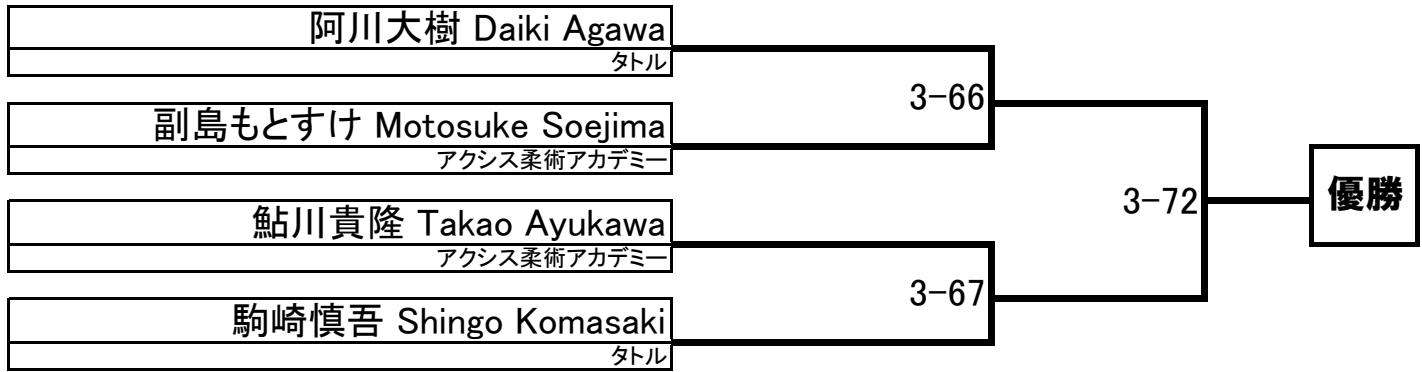 阿川大樹 Daiki Agawa
タトル
3-66
副島もとすけ Motosuke Soejima
アクシス柔術アカデミー
3-72
優勝
鮎川貴隆 Takao Ayukawa
アクシス柔術アカデミー
3-67
駒崎慎吾 Shingo Komasaki
タトル